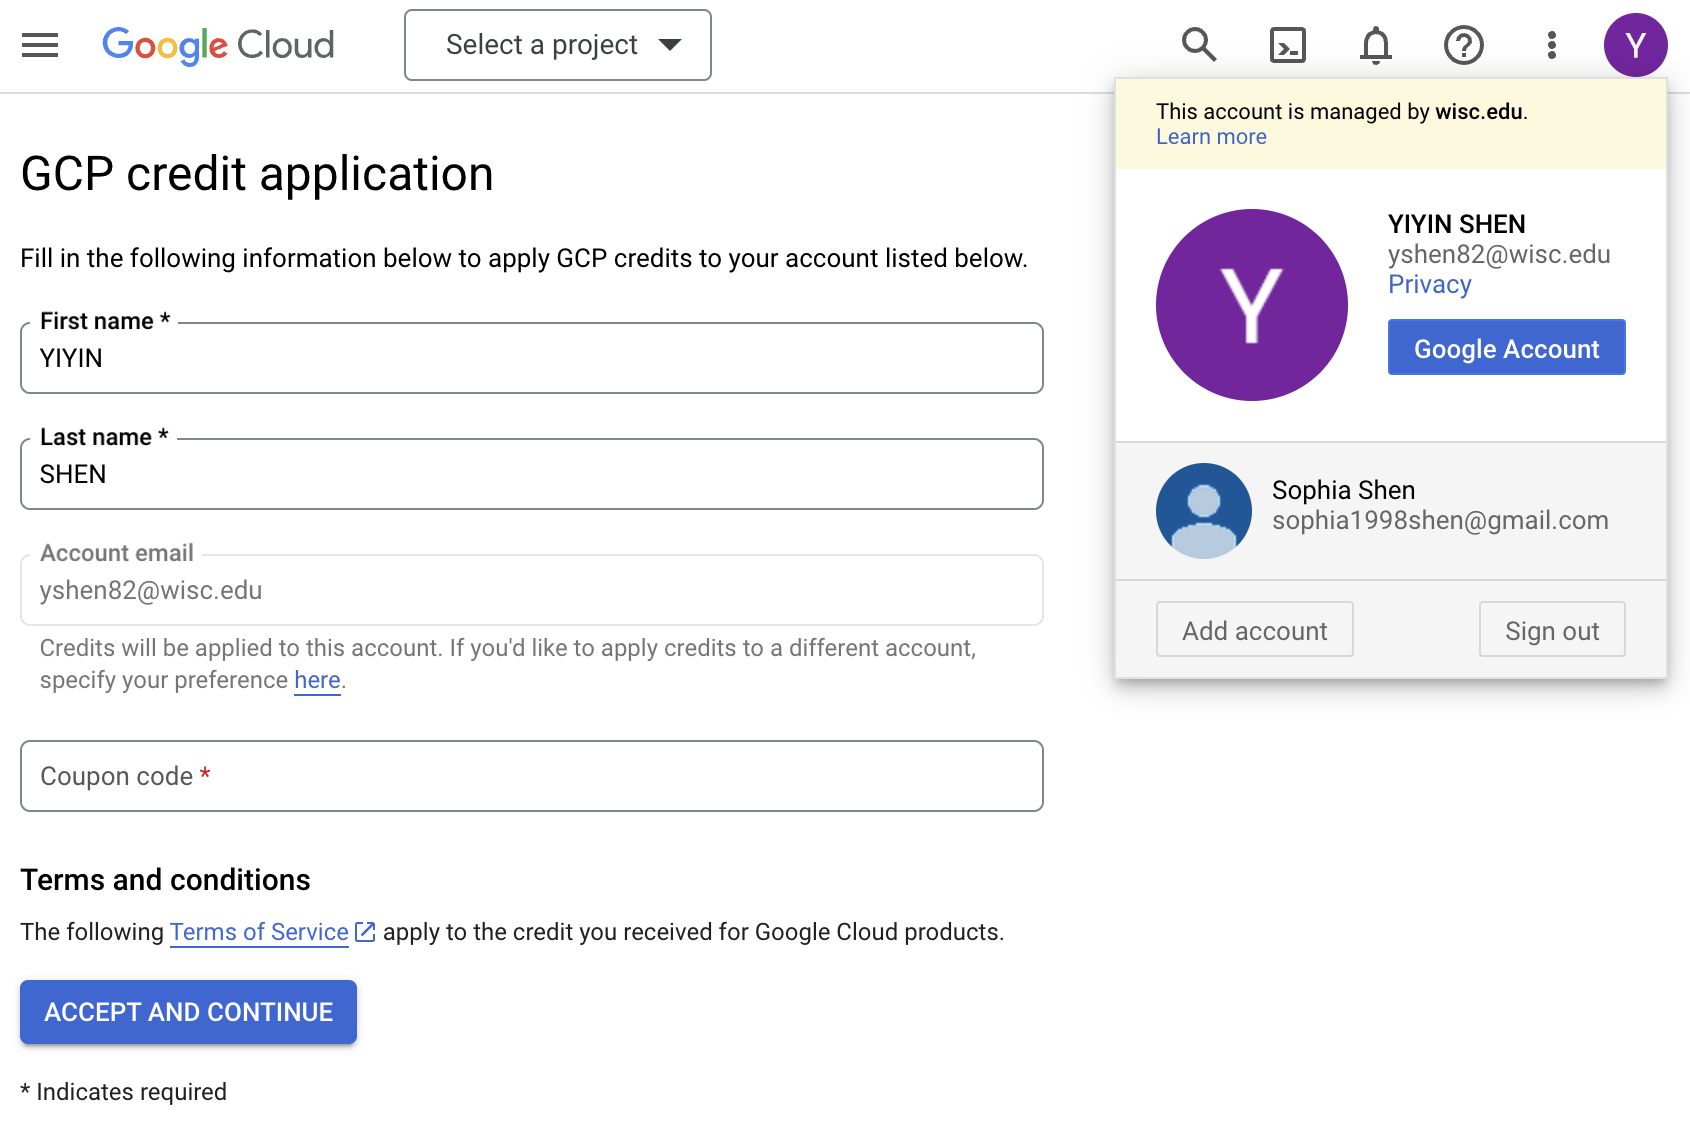 Google Cloud
Select a project
Y
This account is managed by wisc.edu.
Learn more
GCP credit application
Fill in the following information below to apply GCP credits to your account listed below.
First name *
YIYIN
Last name *
SHEN
Account email
yshen82@wisc.edu
Credits will be applied to this account. If you'd like to apply credits to a different account,
specify your preference here.
Coupon code *
Terms and conditions
The following Terms of Service apply to the credit you received for Google Cloud products.
ACCEPT AND CONTINUE
* Indicates required
Y
YIYIN SHEN
yshen82@wisc.edu
Privacy
Google Account
Sophia Shen
sophia1998shen@gmail.com
Add account
Sign out